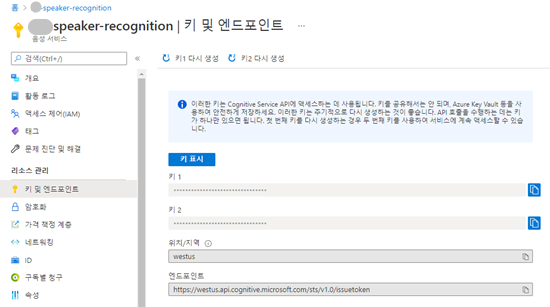 홈 >
-speaker-recognition
speaker-recognition | 키 및 엔드포인트 ...
음성 서비스
검색(Ctrl+/)
«
키1 다시 생성
키2 다시 생성
개요
활동 로그
액세스 제어(IAM)
태그
문제 진단 및 해결
리소스 관리
키 및 엔드포인트
암호화
가격 책정 계층
네트워킹
ID
구독별 청구
속성
이러한 키는 Cognitive Service API에 액세스하는 데 사용됩니다. 키를 공유해서는 안 되며, Azure Key Vault 등을 사용
하여 안전하게 저장하세요. 이러한 키는 주기적으로 다시 생성하는 것이 좋습니다. API 호출을 수행하는 데는 키
가 하나만 있으면 됩니다. 첫 번째 키를 다시 생성하는 경우 두 번째 키를 사용하여 서비스에 계속 액세스할 수 있습
니다.
키 표시
키 1
키 2
위치/지역
westus
엔드포인트
https://westus.api.cognitive.microsoft.com/sts/v1.0/issuetoken